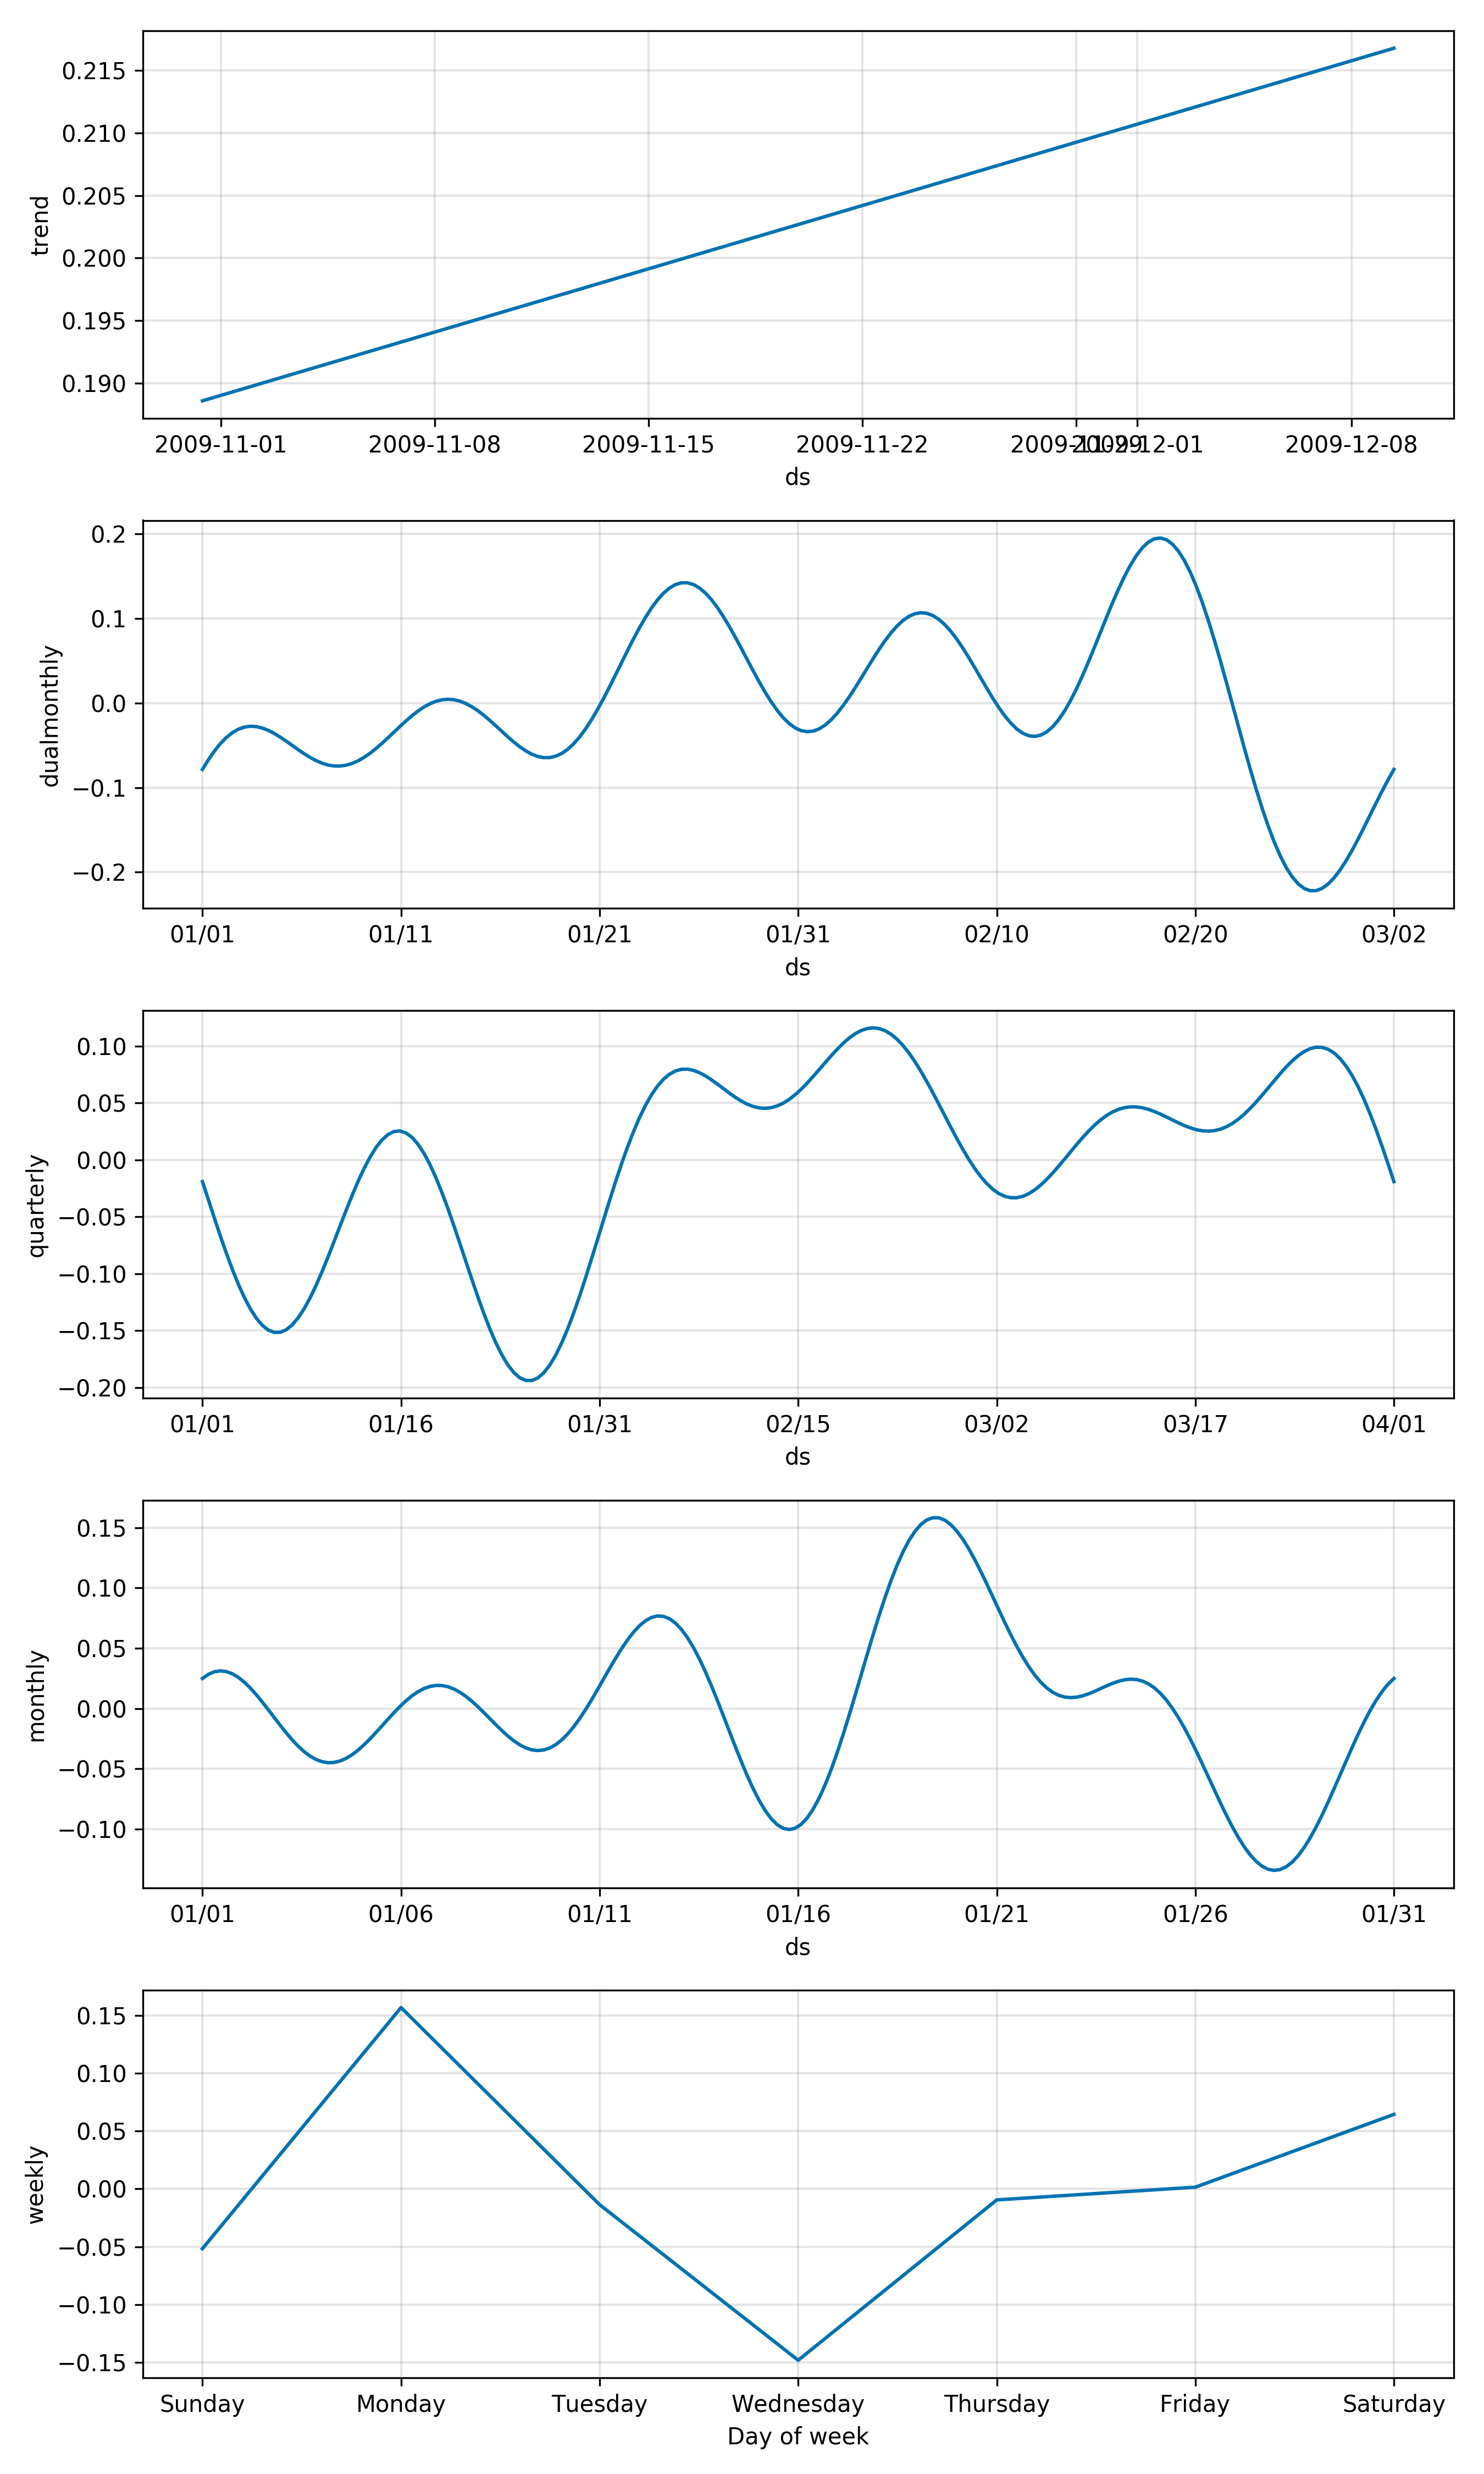 0.215
0.210
0.205
0.200
0.195
0.190
trend
2009-11-01 2009-11-08 2009-11-15 2009-11-22 2009-11-29 2009-12-01 2009-12-08
ds
0.2
0.1
0.0
−0.1
−0.2
dualmonthly
01/01 01/11 01/21 01/31 02/10 02/20 03/02
ds
0.10
0.05
0.00
−0.05
−0.10
−0.15
−0.20
quarterly
01/01 01/16 01/31 02/15 03/02 03/17 04/01
ds
0.15
0.10
0.05
0.00
−0.05
−0.10
monthly
01/01 01/06 01/11 01/16 01/21 01/26 01/31
ds
0.15
0.10
0.05
0.00
−0.05
−0.10
−0.15
weekly
Sunday Monday Tuesday Wednesday Thursday Friday Saturday
Day of week